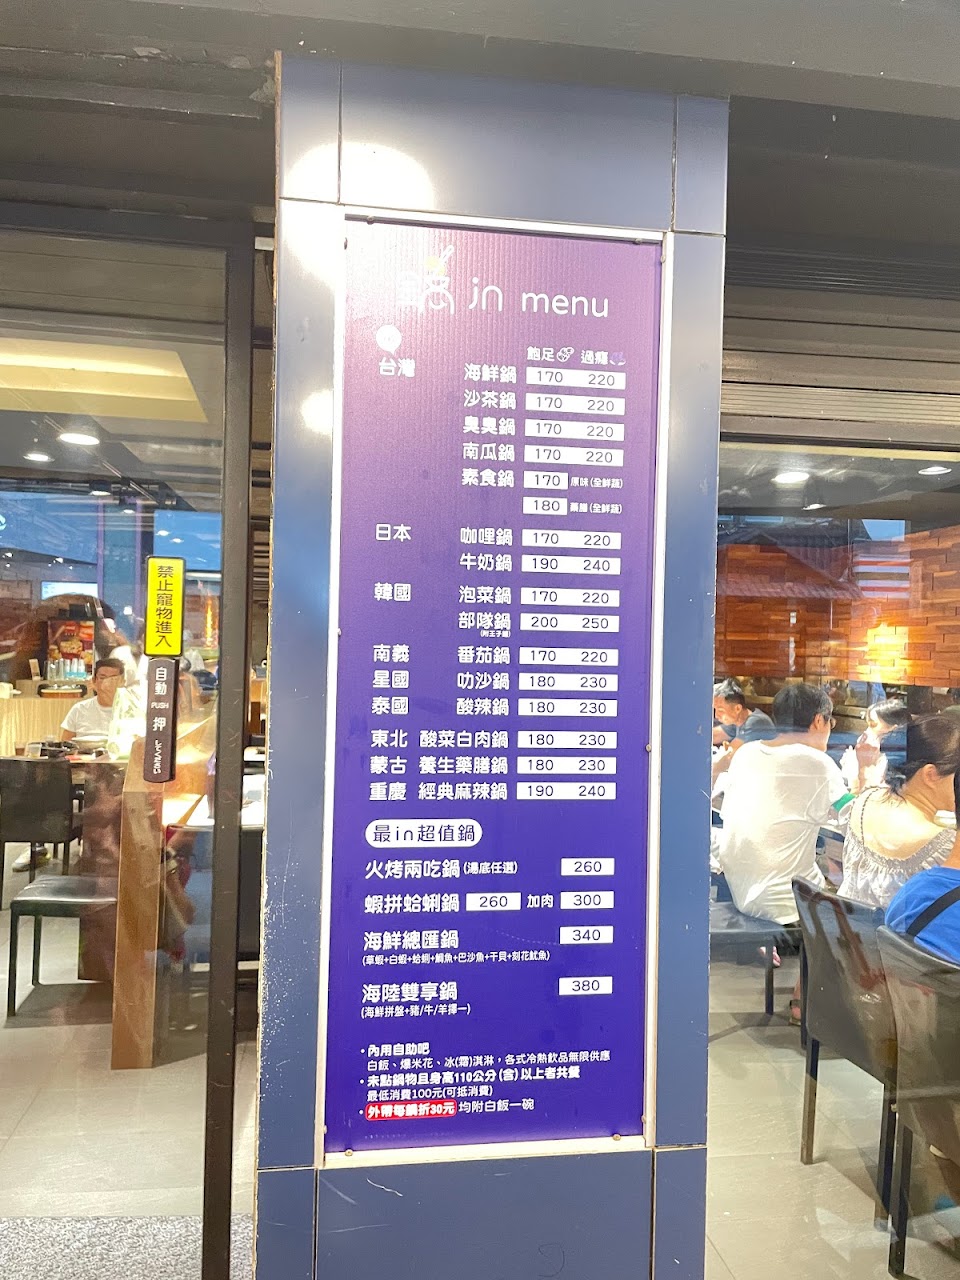 鍋 in menu
飽足 過癮
台灣 海鮮鍋 170 220
沙茶鍋 170 220
臭臭鍋 170 220
南瓜鍋 170 220
素食鍋 170 原味(全鮮蔬)
180 藥膳(全鮮蔬)
日本 咖哩鍋 170 220
牛奶鍋 190 240
韓國 泡菜鍋 170 220
部隊鍋 200 250
(附王子麵)
南義 番茄鍋 170 220
星國 叻沙鍋 180 230
泰國 酸辣鍋 180 230
東北 酸菜白肉鍋 180 230
蒙古 養生藥膳鍋 180 230
重慶 經典麻辣鍋 190 240
最in超值鍋
火烤兩吃鍋(湯底任選) 260
蝦拼蛤蜊鍋 260 加肉 300
海鮮總匯鍋 340
(草蝦+白蝦+蛤蜊+鯛魚+巴沙魚+干貝+刻花魷魚)
海陸雙享鍋 380
(海鮮拼盤+豬/牛/羊擇一)
•內用自助吧
白飯、爆米花、冰(霜)淇淋，各式冷熱飲品無限供應
•未點鍋物且身高110公分(含)以上者共餐
最低消費100元(可抵消費)
•外帶每鍋折30元 均附白飯一碗
禁止寵物進入
自動
PUSH
押
してください